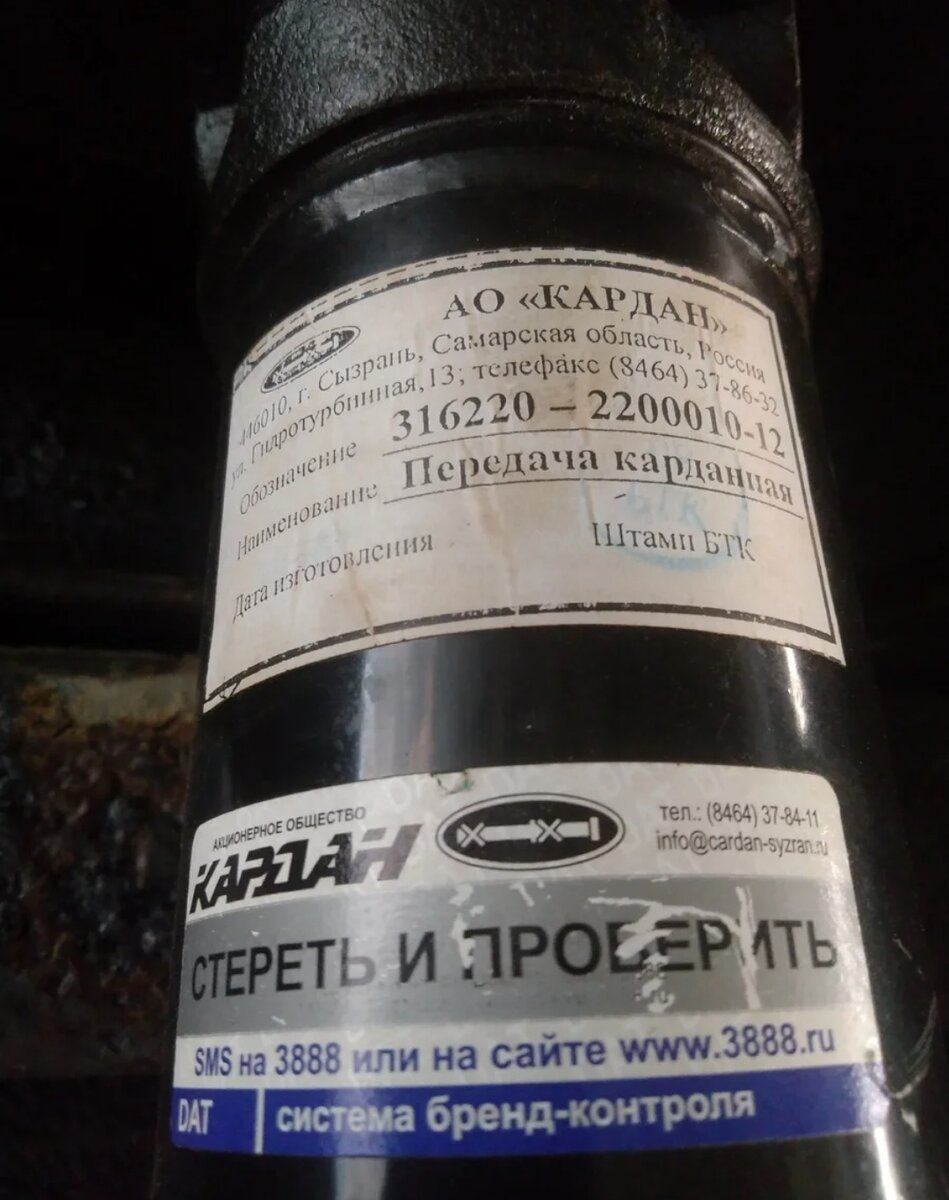 АО «КАРДАН»
446010, г. Сызрань, Самарская область, Россия
ул. Гидротурбинная, 13; телефакс (8464) 37-86-32
Обозначение 316220 – 2200010-12
Наименование Передача карданная
Дата изготовления Штамп БТК
БТК
АКЦИОНЕРНОЕ ОБЩЕСТВО
КАРДАН
тел.: (8464) 37-84-11
info@cardan-syzran.ru
СТЕРЕТЬ И ПРОВЕРИТЬ
SMS на 3888 или на сайте www.3888.ru
DAT система бренд-контроля